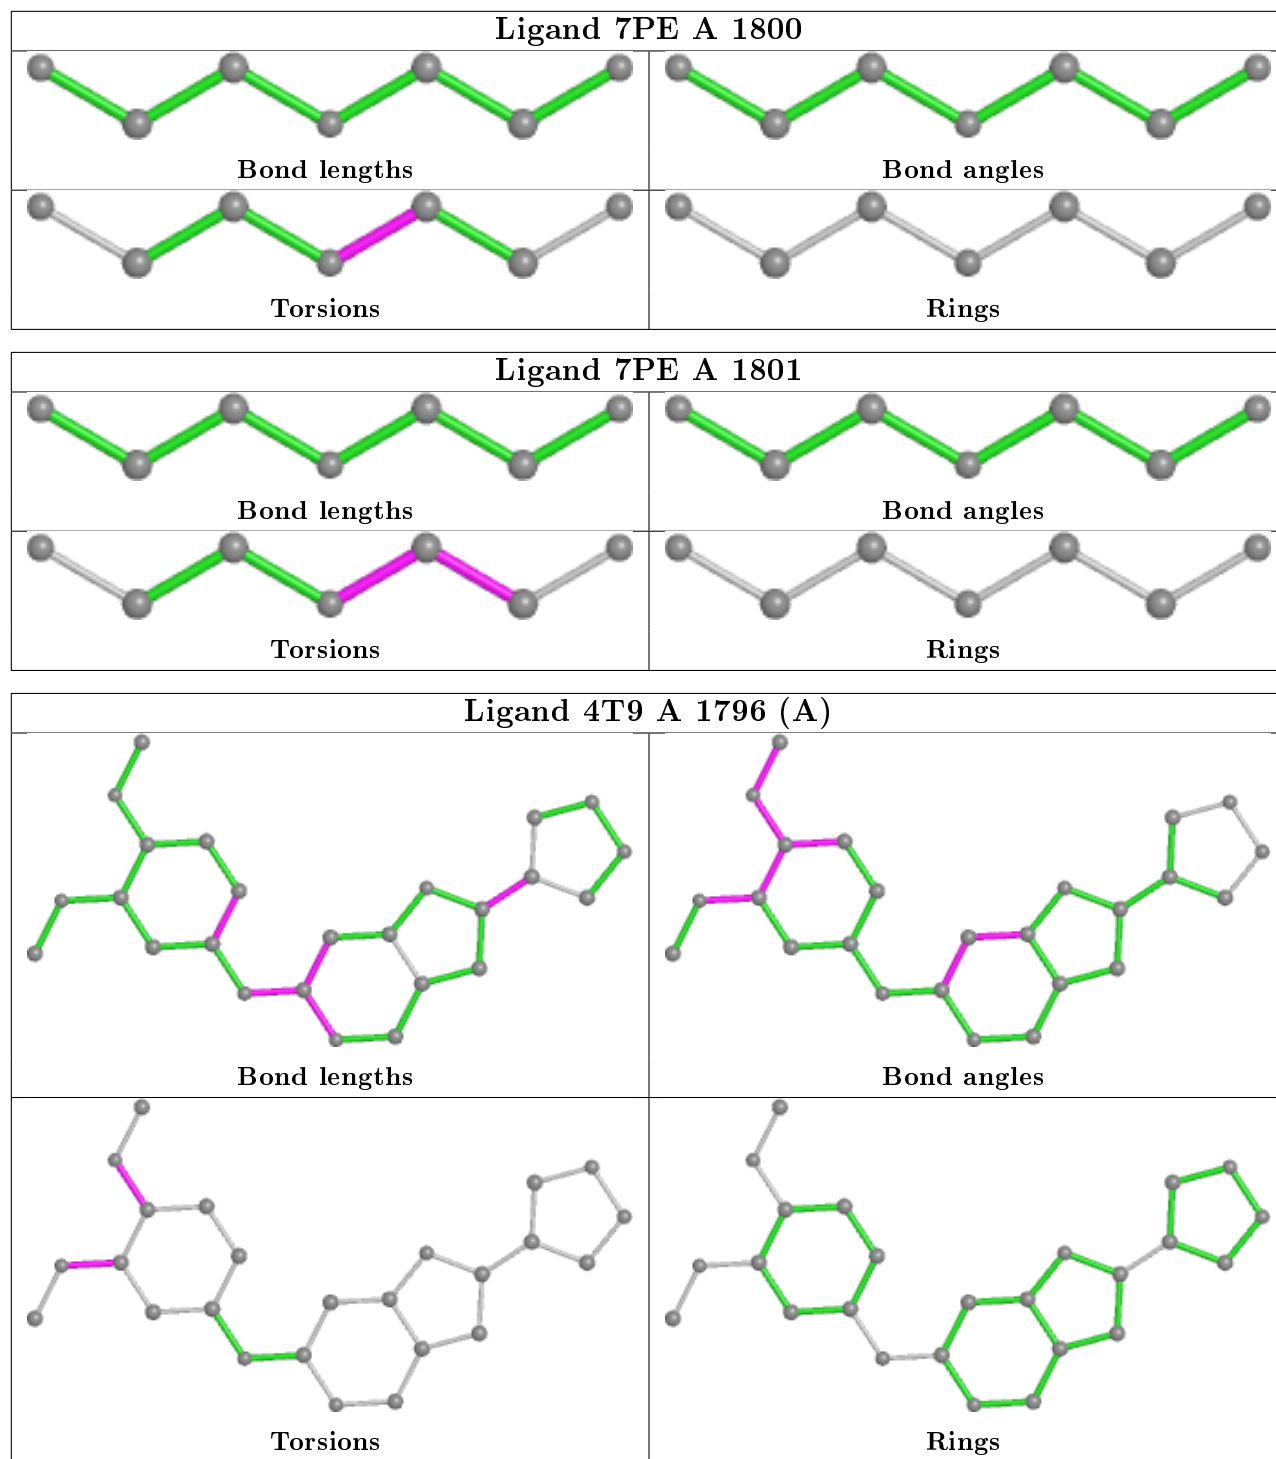 Ligand 7PE A 1800
Bond lengths
Bond angles
Torsions
Rings
Ligand 7PE A 1801
Bond lengths
Bond angles
Torsions
Rings
Ligand 4T9 A 1796 (A)
Bond lengths
Bond angles
Torsions
Rings